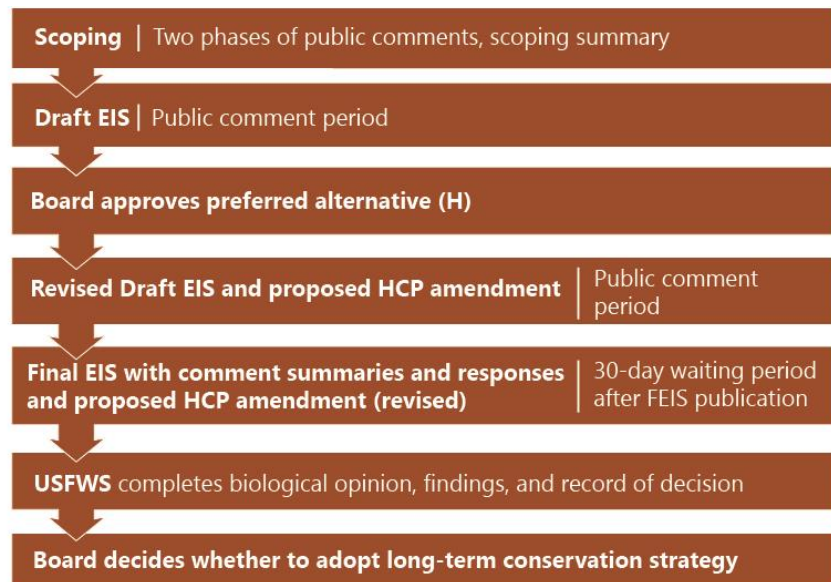 Scoping | Two phases of public comments, scoping summary
Draft EIS | Public comment period
Board approves preferred alternative (H)
Revised Draft EIS and proposed HCP amendment | Public comment
period
Final EIS with comment summaries and responses | 30-day waiting period
and proposed HCP amendment (revised) | after FEIS publication
USFWS completes biological opinion, findings, and record of decision
Board decides whether to adopt long-term conservation strategy